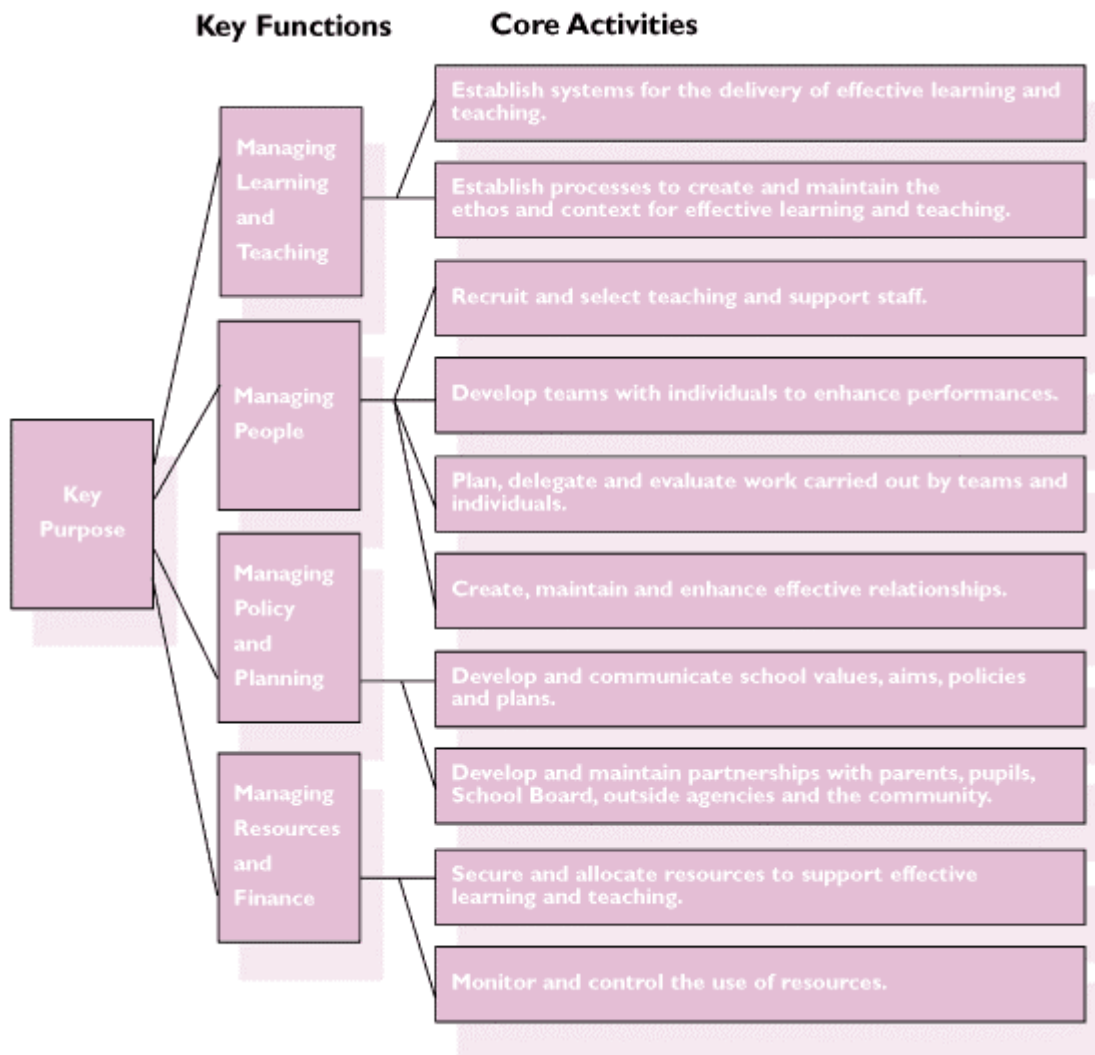 Key Functions
Core Activities
Key
Purpose
Managing
Learning
and
Teaching
Establish systems for the delivery of effective learning and
teaching.
Establish processes to create and maintain the
ethos and context for effective learning and teaching.
Managing
People
Recruit and select teaching and support staff.
Develop teams with individuals to enhance performances.
Plan, delegate and evaluate work carried out by teams and
individuals.
Create, maintain and enhance effective relationships.
Managing
Policy
and
Planning
Develop and communicate school values, aims, policies
and plans.
Develop and maintain partnerships with parents, pupils,
School Board, outside agencies and the community.
Managing
Resources
and
Finance
Secure and allocate resources to support effective
learning and teaching.
Monitor and control the use of resources.